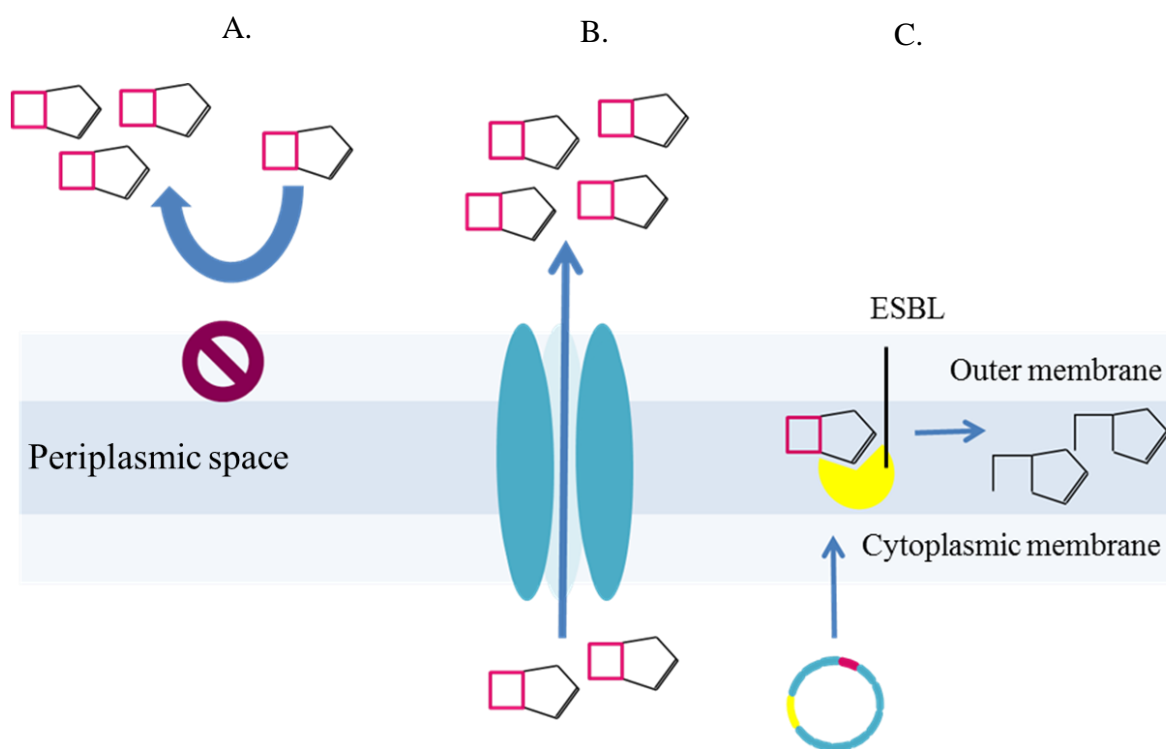 A.
B.
C.
ESBL
Outer membrane
Periplasmic space
Cytoplasmic membrane